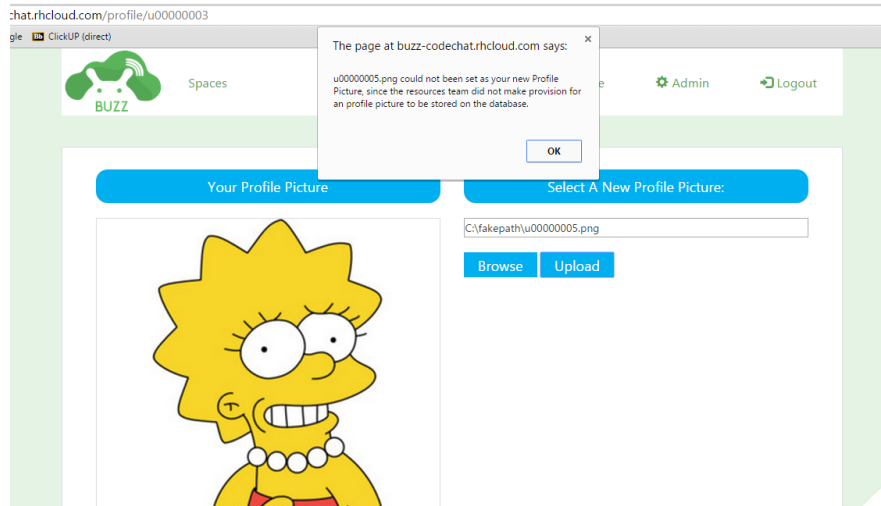 chat.rhcloud.com/profile/u00000003
gle Bb ClickUP (direct)
The page at buzz-codechat.rhcloud.com says:
u00000005.png could not been set as your new Profile
Picture, since the resources team did not make provision for
an profile picture to be stored on the database.
OK
BUZZ
Spaces
e
Admin
Logout
Your Profile Picture
Select A New Profile Picture:
C:\fakepath\u00000005.png
Browse Upload